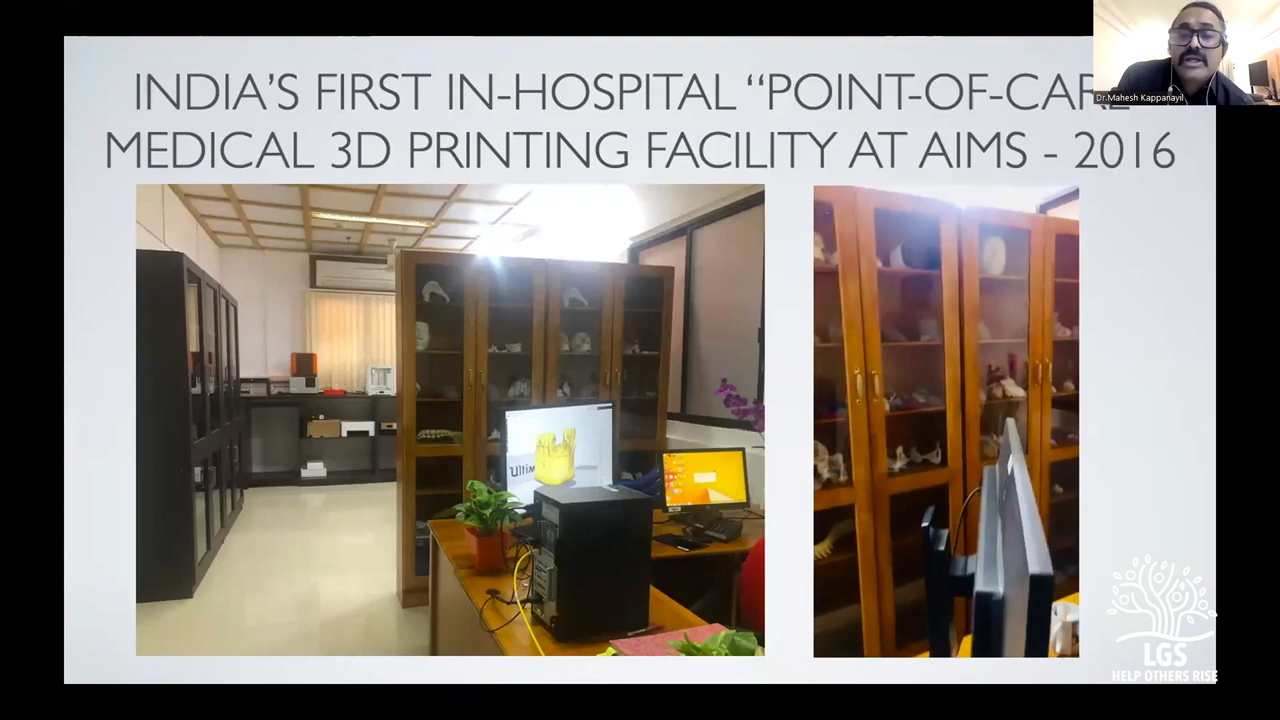 INDIA'S FIRST IN-HOSPITAL “POINT-OF-CARE”
MEDICAL 3D PRINTING FACILITY AT AIMS - 2016
Dr.Mahesh Kappanayil
LGS
HELP OTHERS RISE